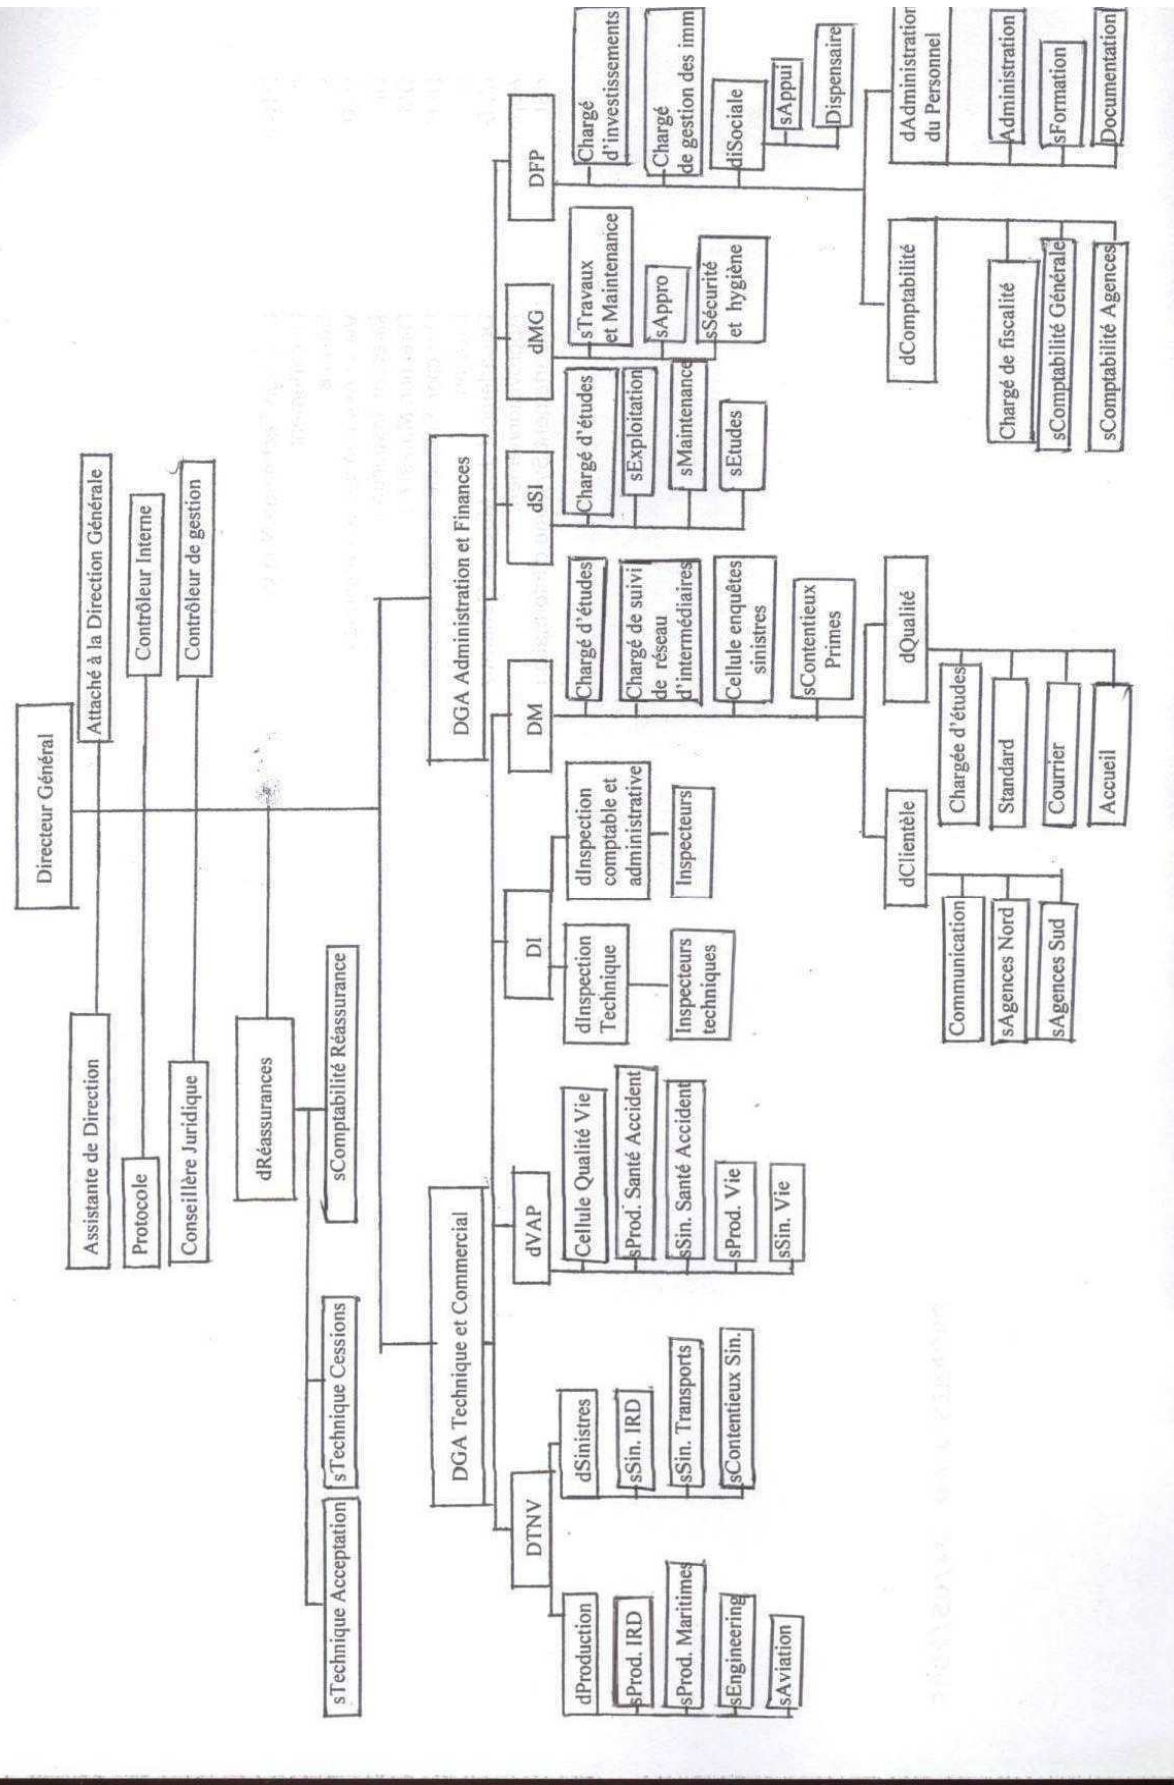 Directeur Général
Assistante de Direction
Attaché à la Direction Générale
Protocole
Contrôleur Interne
Conseillère Juridique
Contrôleur de gestion
dRéassurances
sTechnique Acceptation
sTechnique Cessions
sComptabilité Réassurance
DGA Technique et Commercial
DGA Administration et Finances
DTNV
dVAP
DI
DM
dSI
dMG
DFP
dProduction
sProd. IRD
sProd. Maritimes
sEngineering
sAviation
dSinistres
sSin. IRD
sSin. Transports
sContentieux Sin.
Cellule Qualité Vie
sProd. Santé Accident
sSin. Santé Accident
sProd. Vie
sSin. Vie
dInspection
Technique
Inspecteurs
techniques
dInspection
comptable et
administrative
Inspecteurs
Chargé d'études
Chargé de suivi
de réseau
d'intermédiaires
Cellule enquêtes
sinistres
sContentieux
Primes
dClientèle
Communication
sAgences Nord
sAgences Sud
dQualité
Chargée d'études
Standard
Courrier
Accueil
Chargé d'études
sExploitation
sMaintenance
sEtudes
sTravaux
et Maintenance
sAppro
sSécurité
et hygiène
Chargé
d'investissements
Chargé
de gestion des imm
diSociale
sAppui
Dispensaire
dComptabilité
Chargé de fiscalité
sComptabilité Générale
sComptabilité Agences
dAdministration
du Personnel
Administration
sFormation
Documentation